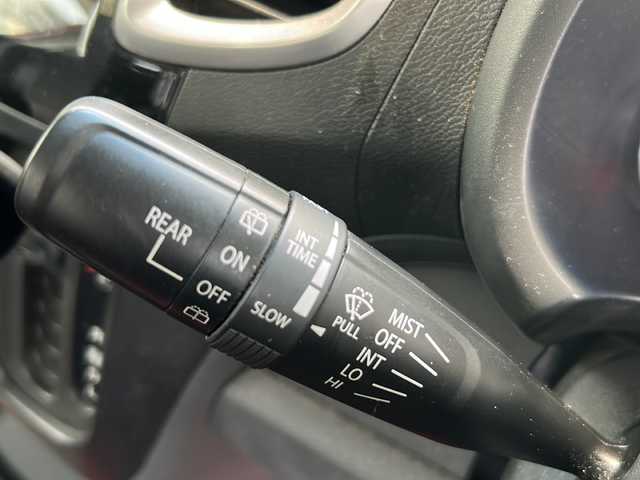 REAR
ON
OFF
INT
TIME
SLOW
PULL
MIST
OFF
INT
LO
HI